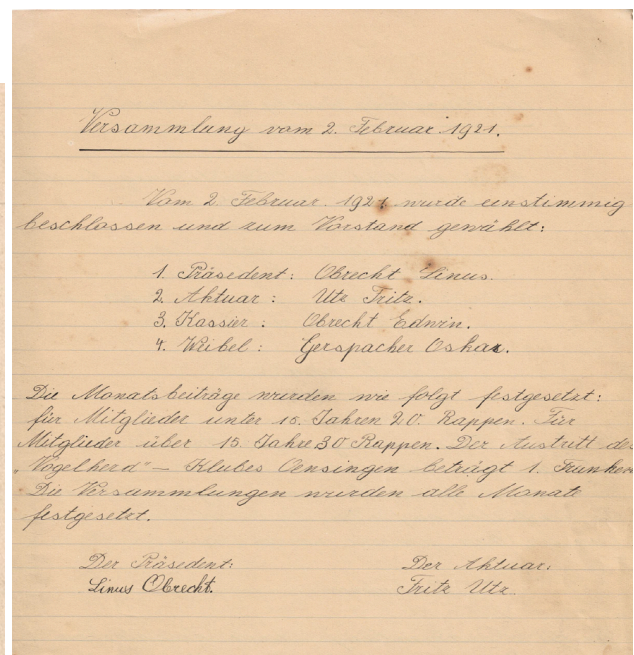 Versammlung vom 2. Februar 1921.
Vom 2. Februar 1921 wurde einstimmig
beschlossen und zum Vorstand gewählt:
1. Präsedent: Obrecht Linus.
2. Aktuar: Utz Fritz.
3. Kassier: Obrecht Edwin.
4. Weibel: Gerspacher Oskar.
Die Monatsbeiträge wurden wie folgt festgesetzt:
für Mitglieder unter 15. Jahren 20. Rappen. Für
Mitglieder über 15. Jahre 30 Rappen. Der Austritt des
„Vogelherd" – Klubes Oensingen beträgt 1. Franken
Die Versammlungen wurden alle Monate
festgesetzt.
Der Präsedent: Der Aktuar:
Linus Obrecht. Fritz Utz.